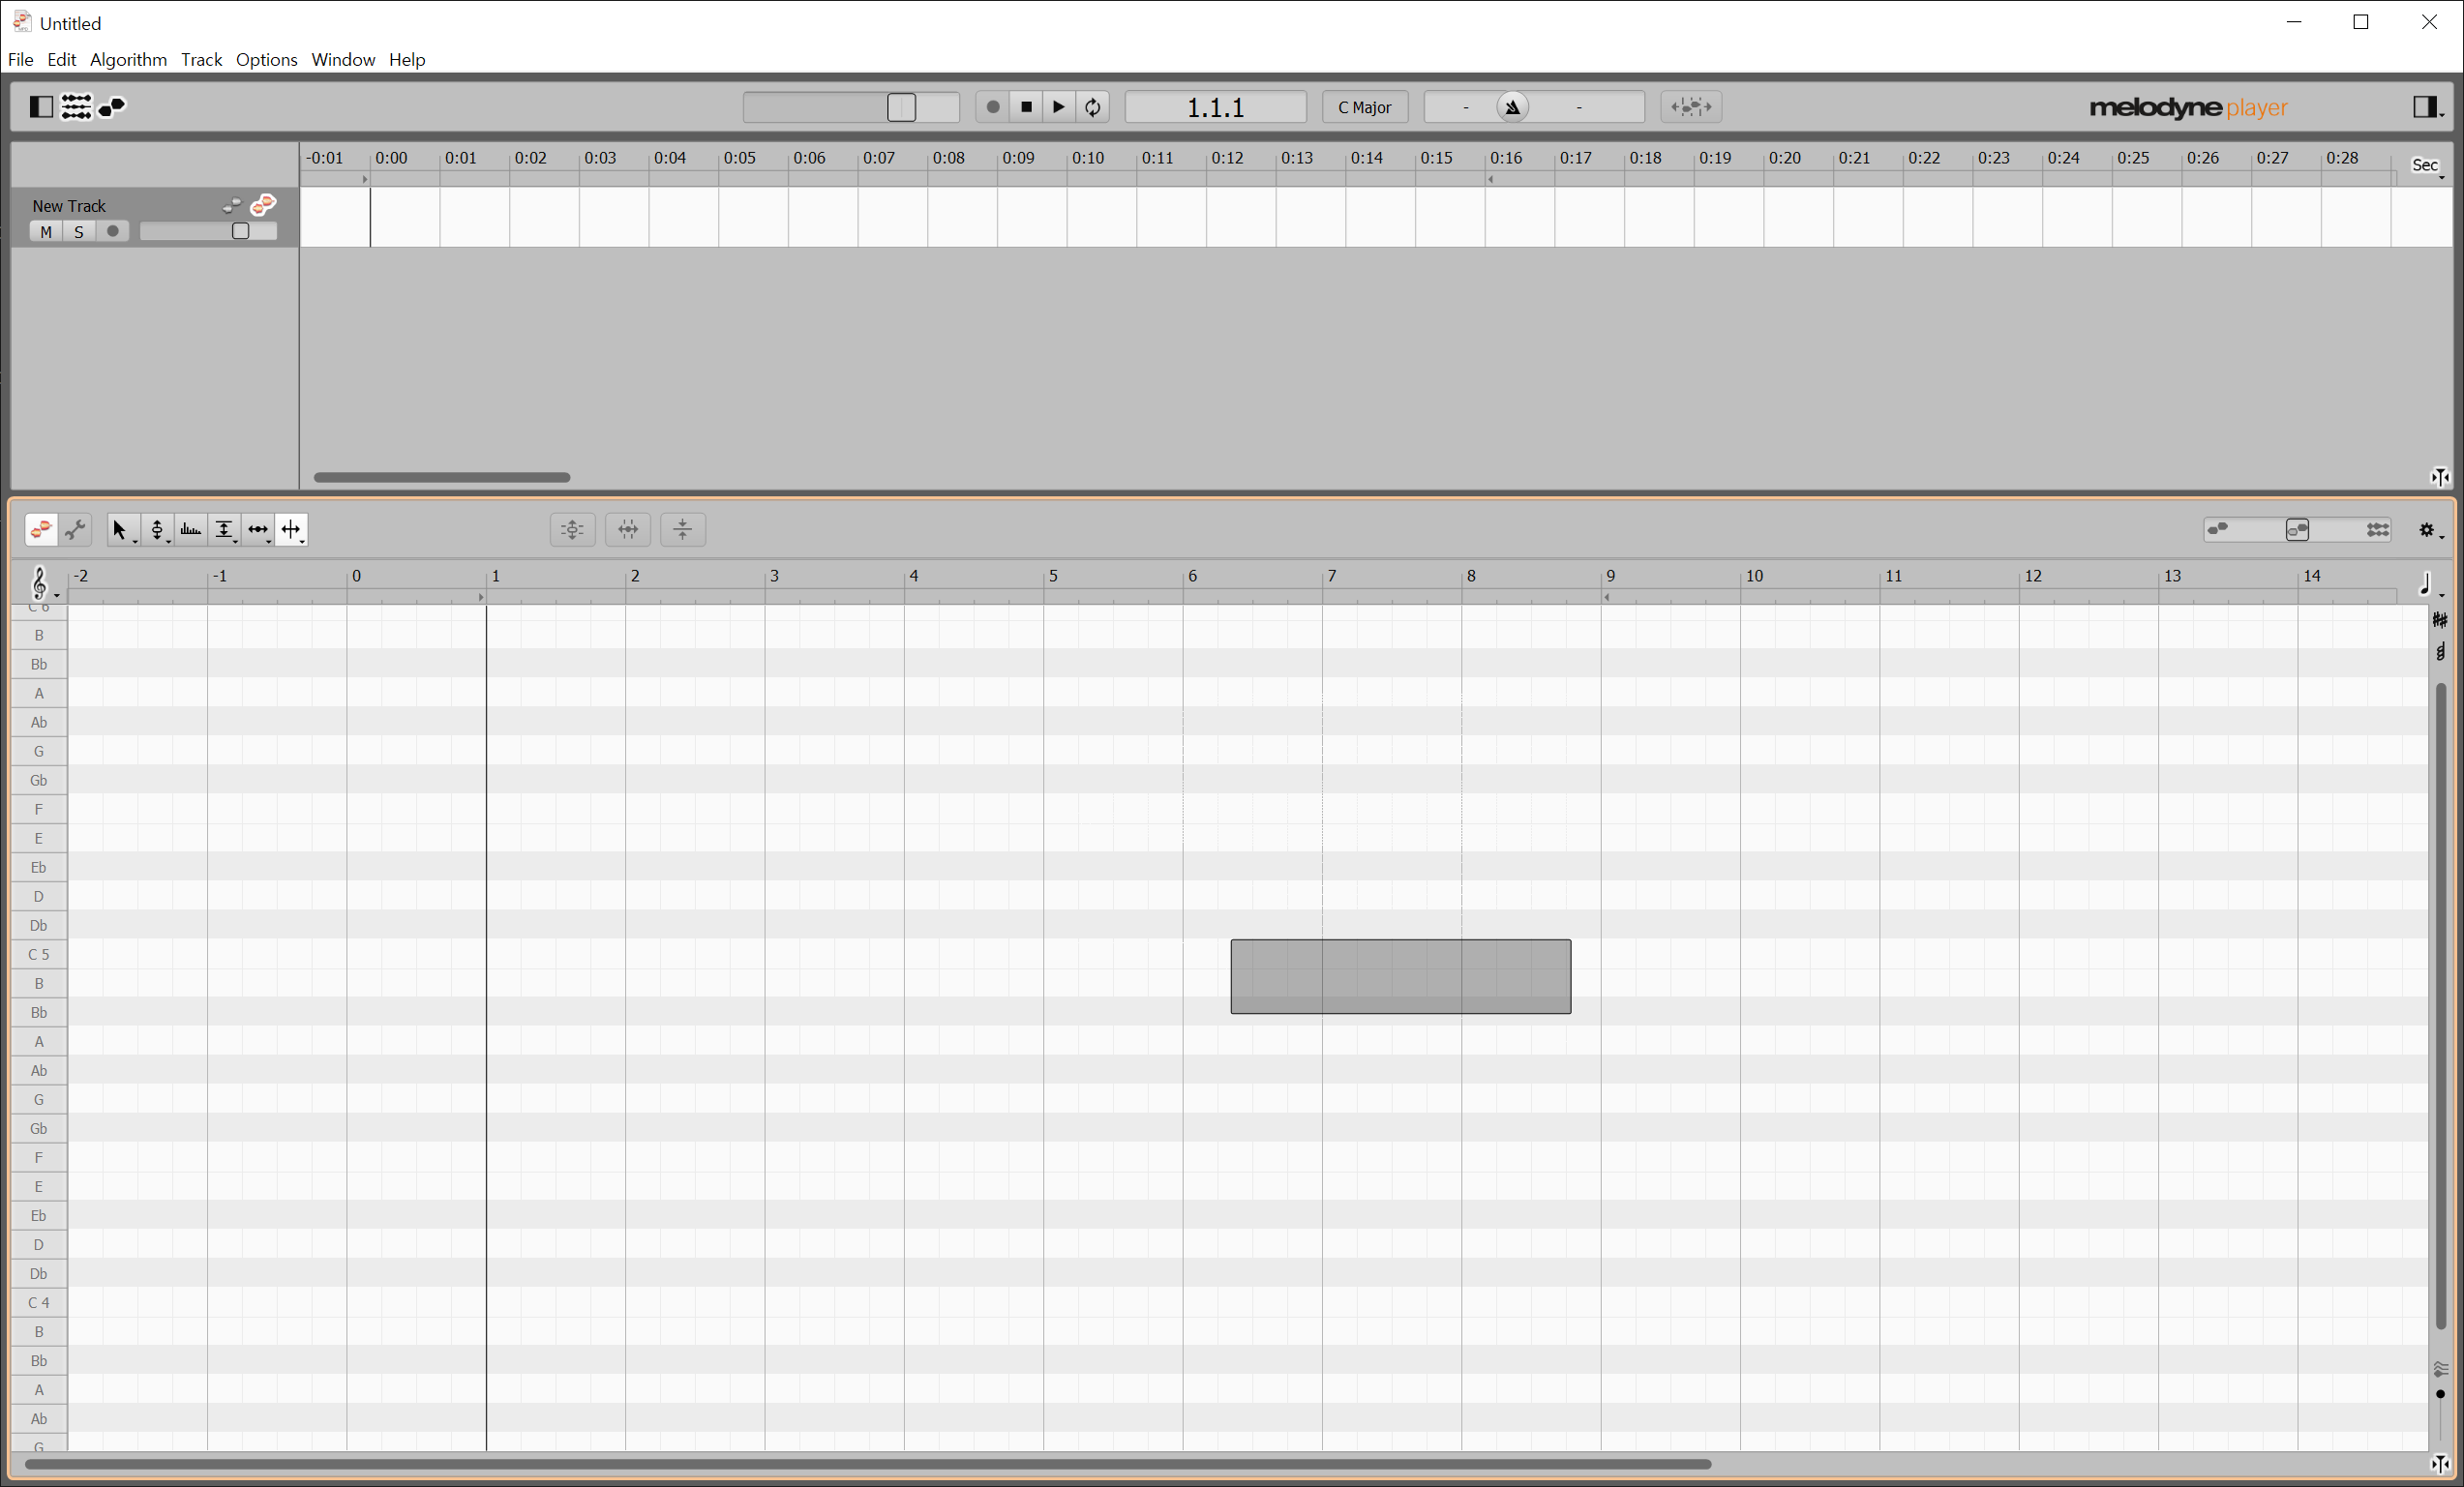 Untitled
File Edit Algorithm Track Options Window Help
1.1.1 C Major - - melodyne player
-0:01 0:00 0:01 0:02 0:03 0:04 0:05 0:06 0:07 0:08 0:09 0:10 0:11 0:12 0:13 0:14 0:15 0:16 0:17 0:18 0:19 0:20 0:21 0:22 0:23 0:24 0:25 0:26 0:27 0:28 Sec
New Track
M S
-2 -1 0 1 2 3 4 5 6 7 8 9 10 11 12 13 14
C 6
B
Bb
A
Ab
G
Gb
F
E
Eb
D
Db
C 5
B
Bb
A
Ab
G
Gb
F
E
Eb
D
Db
C 4
B
Bb
A
Ab
G